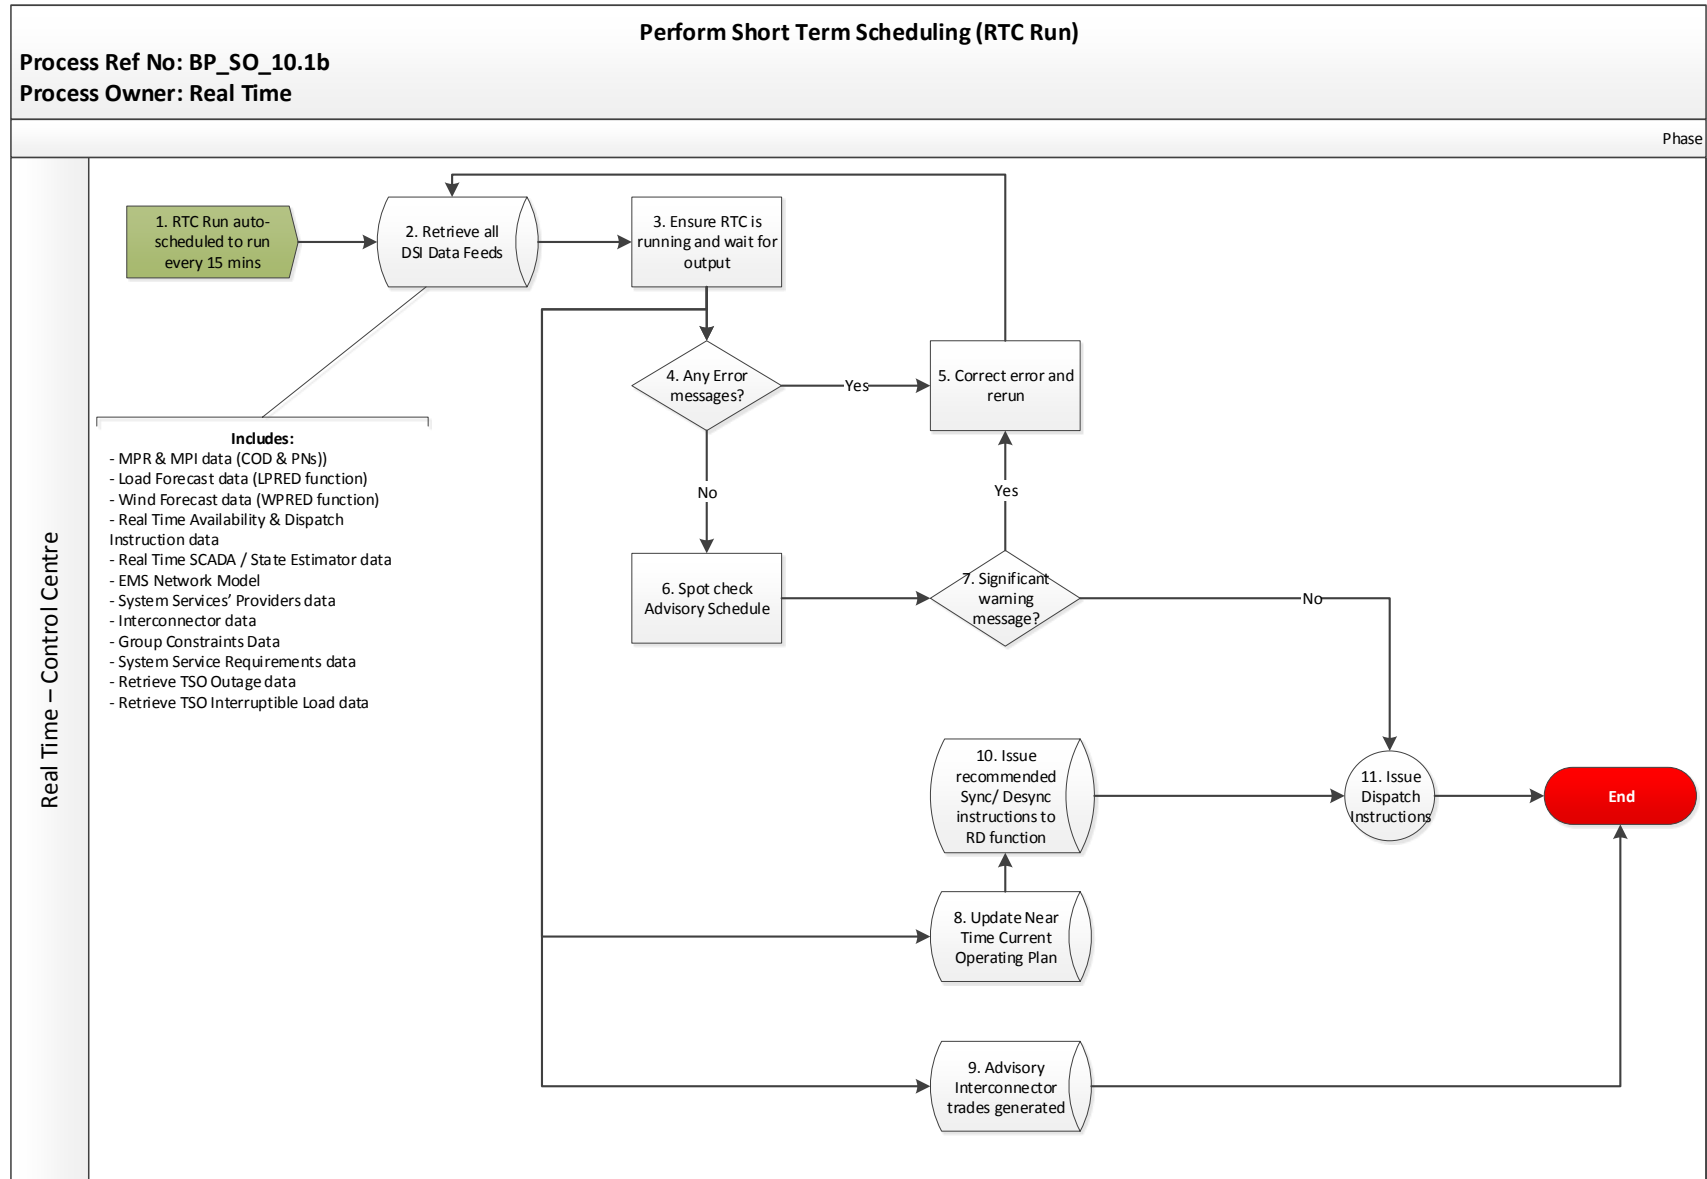 Perform Short Term Scheduling (RTC Run)
Process Ref No: BP_SO_10.1b
Process Owner: Real Time
Phase
Real Time – Control Centre
1. RTC Run auto-
scheduled to run
every 15 mins
2. Retrieve all
DSI Data Feeds
3. Ensure RTC is
running and wait for
output
4. Any Error
messages?
Yes
5. Correct error and
rerun
Includes:
- MPR & MPI data (COD & PNs))
- Load Forecast data (LPRED function)
- Wind Forecast data (WPRED function)
- Real Time Availability & Dispatch
Instruction data
- Real Time SCADA / State Estimator data
- EMS Network Model
- System Services’ Providers data
- Interconnector data
- Group Constraints Data
- System Service Requirements data
- Retrieve TSO Outage data
- Retrieve TSO Interruptible Load data
No
Yes
6. Spot check
Advisory Schedule
7. Significant
warning
message?
No
10. Issue
recommended
Sync/ Desync
instructions to
RD function
11. Issue
Dispatch
Instructions
End
8. Update Near
Time Current
Operating Plan
9. Advisory
Interconnector
trades generated